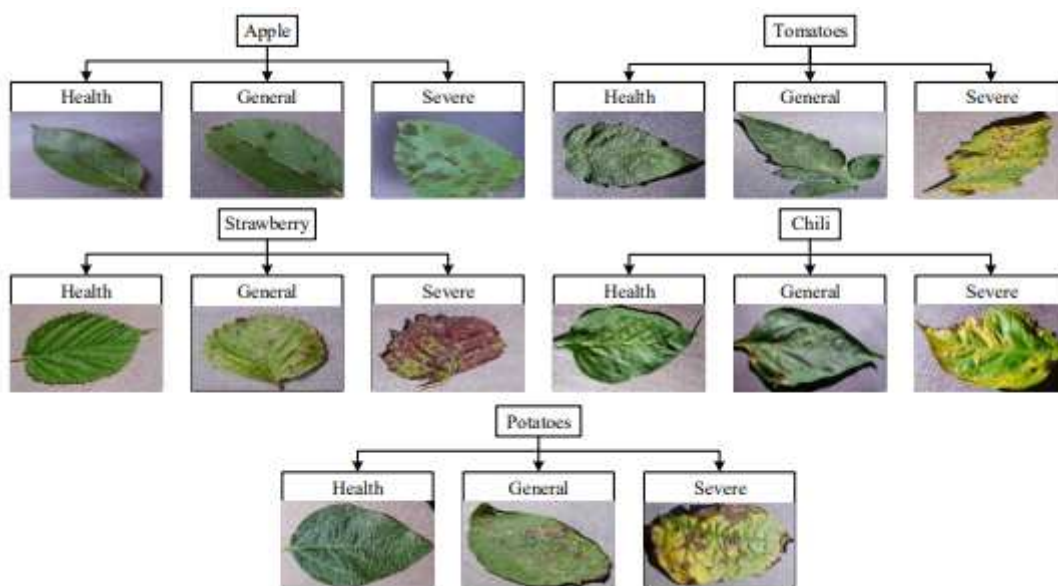 Apple
Tomatoes
Health
General
Severe
Health
General
Severe
Strawberry
Chili
Health
General
Severe
Health
General
Severe
Potatoes
Health
General
Severe